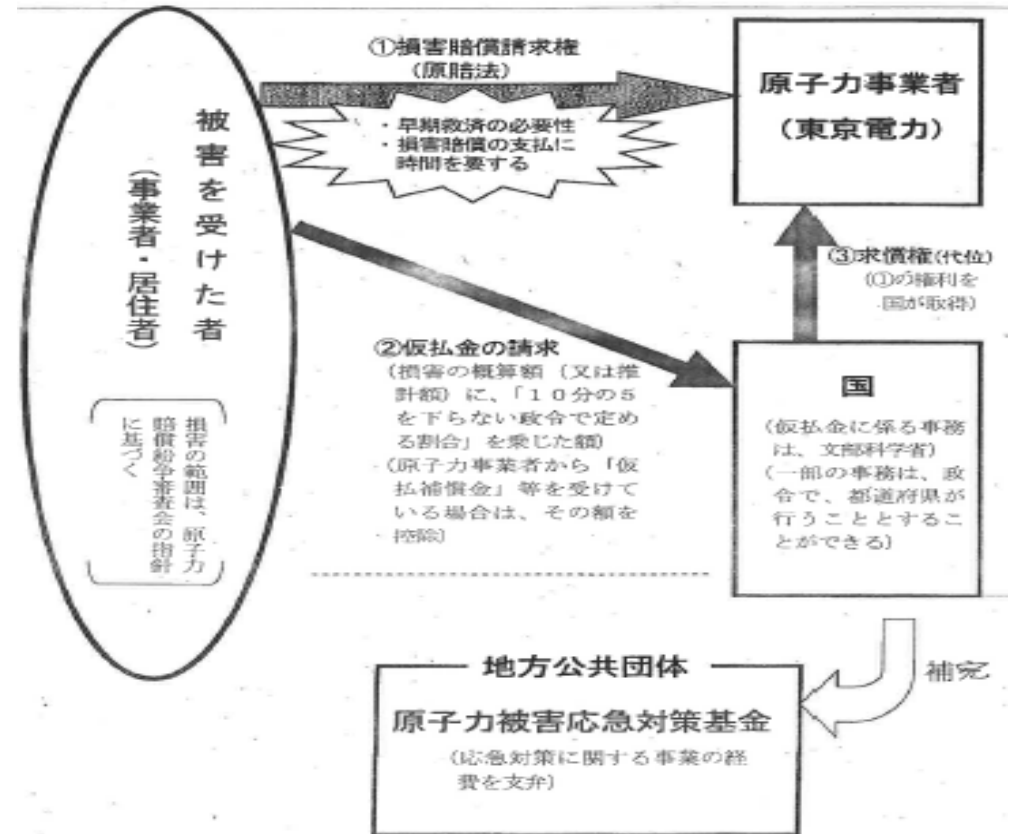 ①損害賠償請求権
(原賠法)
・早期救済の必要性
・損害賠償の支払に
時間を要する
原子力事業者
(東京電力)
被害を受けた者
(事業者・居住者)
損害の範囲は、原子力
賠償紛争審査会の指針
に基づく
③求償権(代位)
(①の権利を
国が取得)
②仮払金の請求
(損害の概算額(又は推
計額)に、「10分の5
を下らない政令で定め
る割合」を乗じた額)
(原子力事業者から「仮
払補償金」等を受けて
いる場合は、その額を
控除)
国
(仮払金に係る事務
は、文部科学省)
(一部の事務は、政
令で、都道府県が
行うこととするこ
とができる)
補完
地方公共団体
原子力被害応急対策基金
(応急対策に関する事業の経
費を支弁)